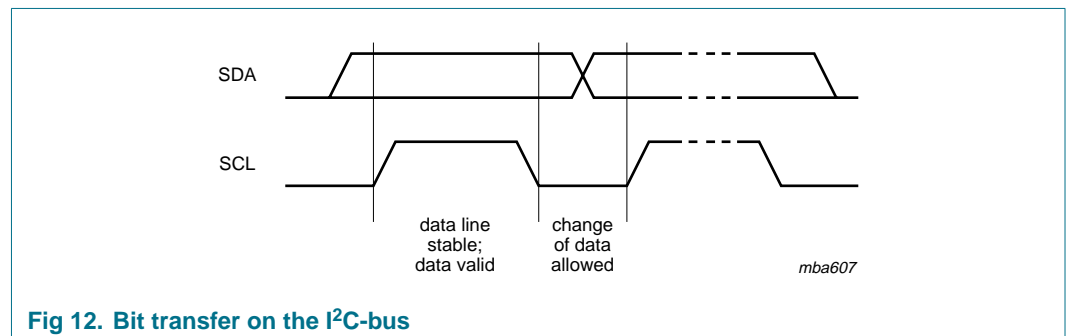 SDA
SCL
data line
stable;
data valid
change
of data
allowed
mba607
Fig 12. Bit transfer on the I²C-bus